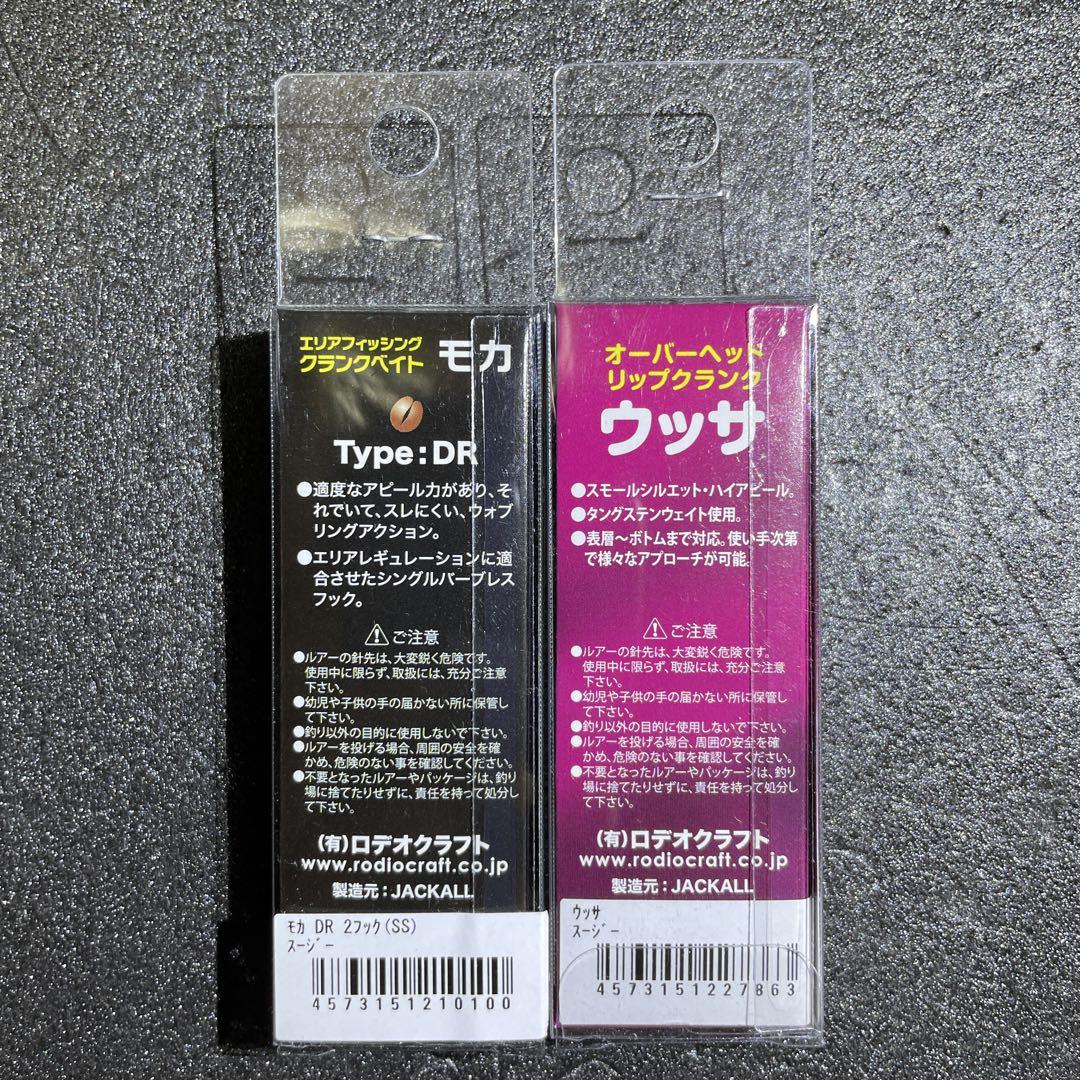 エリアフィッシング
クランクベイト モカ
Type:DR
●適度なアピール力があり、そ
れでいて、スレにくい、ウォブ
リングアクション。
●エリアレギュレーションに適
合させたシングルバーブレス
フック。
ご注意
●ルアーの針先は、大変鋭く危険です。
使用中に限らず、取扱には、充分ご注意
下さい。
●幼児や子供の手の届かない所に保管し
て下さい。
●釣り以外の目的に使用しないで下さい。
●ルアーを投げる場合、周囲の安全を確
かめ、危険のない事を確認してください。
●不要となったルアーやパッケージは、釣り
場に捨てたりせずに、責任を持って処分し
て下さい。
(有)ロデオクラフト
www.rodiocraft.co.jp
製造元:JACKALL
ﾓｶ DR 2ﾌｯｸ(SS)
ｽｰｼﾞｰ
4573151210100
オーバーヘッド
リップクランク
ウッサ
●スモールシルエット・ハイアピール。
●タングステンウェイト使用。
●表層〜ボトムまで対応。使い手次第
で様々なアプローチが可能。
ご注意
●ルアーの針先は、大変鋭く危険です。
使用中に限らず、取扱には、充分ご注意
下さい。
●幼児や子供の手の届かない所に保管し
て下さい。
●釣り以外の目的に使用しないで下さい。
●ルアーを投げる場合、周囲の安全を確
かめ、危険のない事を確認してください。
●不要となったルアーやパッケージは、釣り
場に捨てたりせずに、責任を持って処分し
て下さい。
(有)ロデオクラフト
www.rodiocraft.co.jp
製造元:JACKALL
ｳｯｻ
ｽｰｼﾞｰ
4573151227863